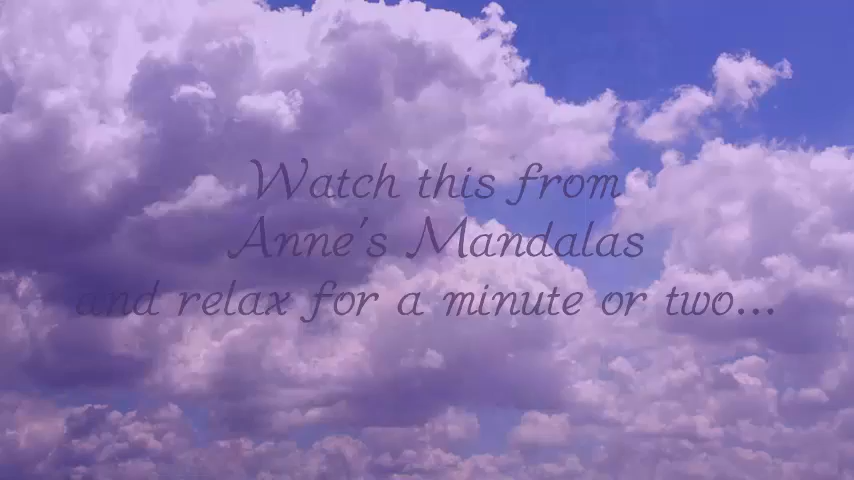 Watch this from
Anne's Mandalas
and relax for a minute or two...